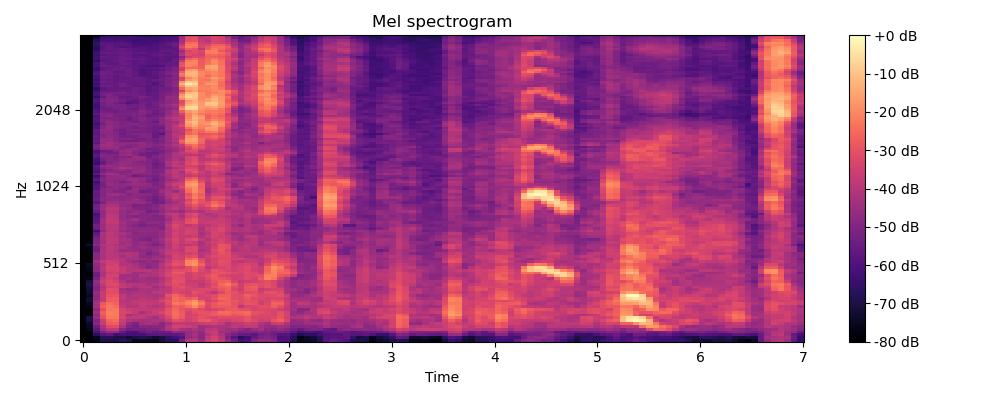 Mel spectrogram
Hz
2048
1024
512
0
0 1 2 3 4 5 6 7
Time
+0 dB
-10 dB
-20 dB
-30 dB
-40 dB
-50 dB
-60 dB
-70 dB
-80 dB